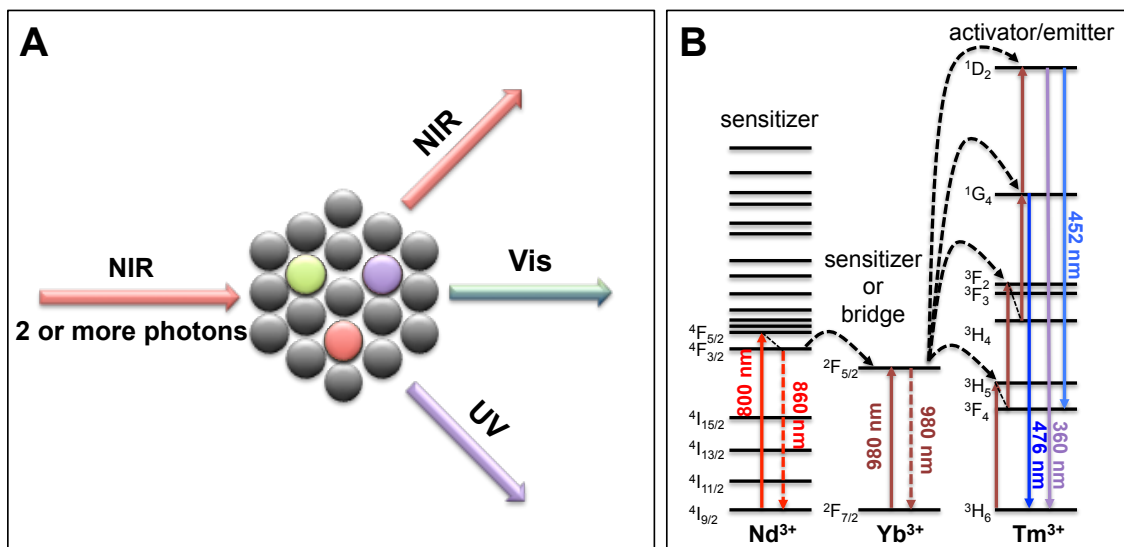 A
NIR
NIR
2 or more photons
Vis
UV
B
activator/emitter
¹D₂
sensitizer
¹G₄
452 nm
sensitizer
or
bridge
³F₂
³F₃
³H₄
⁴F₅/₂
⁴F₃/₂
²F₅/₂
³H₅
³F₄
800 nm
860 nm
980 nm
980 nm
476 nm
360 nm
⁴I₁₅/₂
⁴I₁₃/₂
⁴I₁₁/₂
⁴I₉/₂
²F₇/₂
³H₆
Nd³⁺
Yb³⁺
Tm³⁺